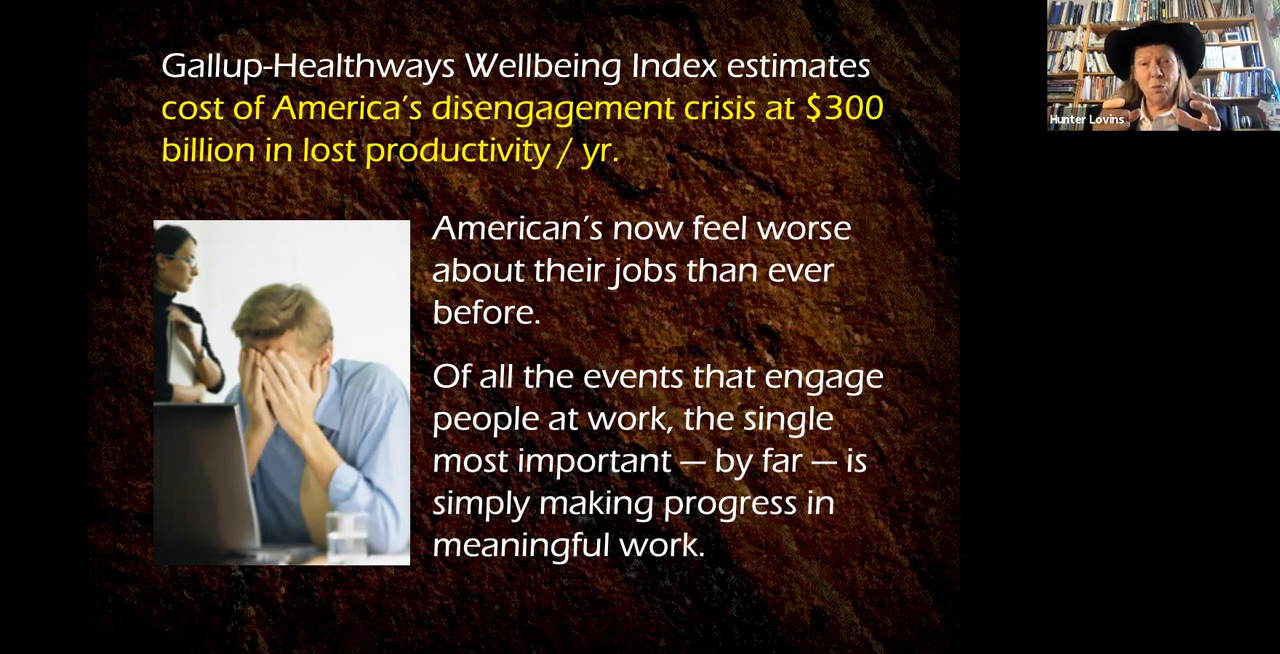 Gallup-Healthways Wellbeing Index estimates
cost of America's disengagement crisis at $300
billion in lost productivity / yr.
American's now feel worse
about their jobs than ever
before.
Of all the events that engage
people at work, the single
most important — by far — is
simply making progress in
meaningful work.
Hunter Lovins